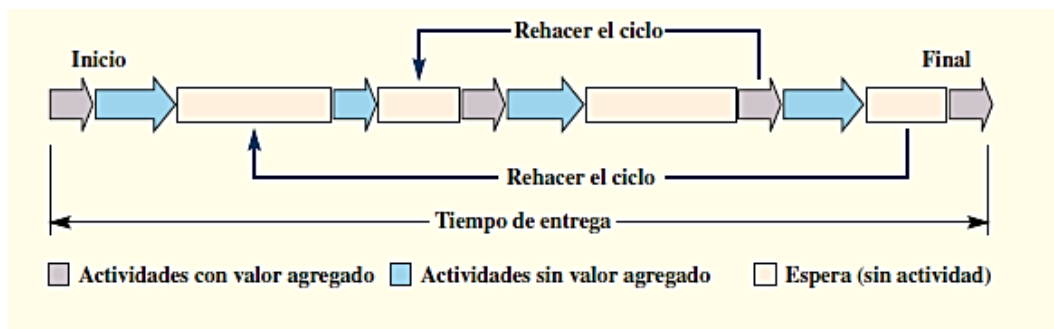 Rehacer el ciclo
Inicio
Final
Rehacer el ciclo
Tiempo de entrega
Actividades con valor agregado
Actividades sin valor agregado
Espera (sin actividad)